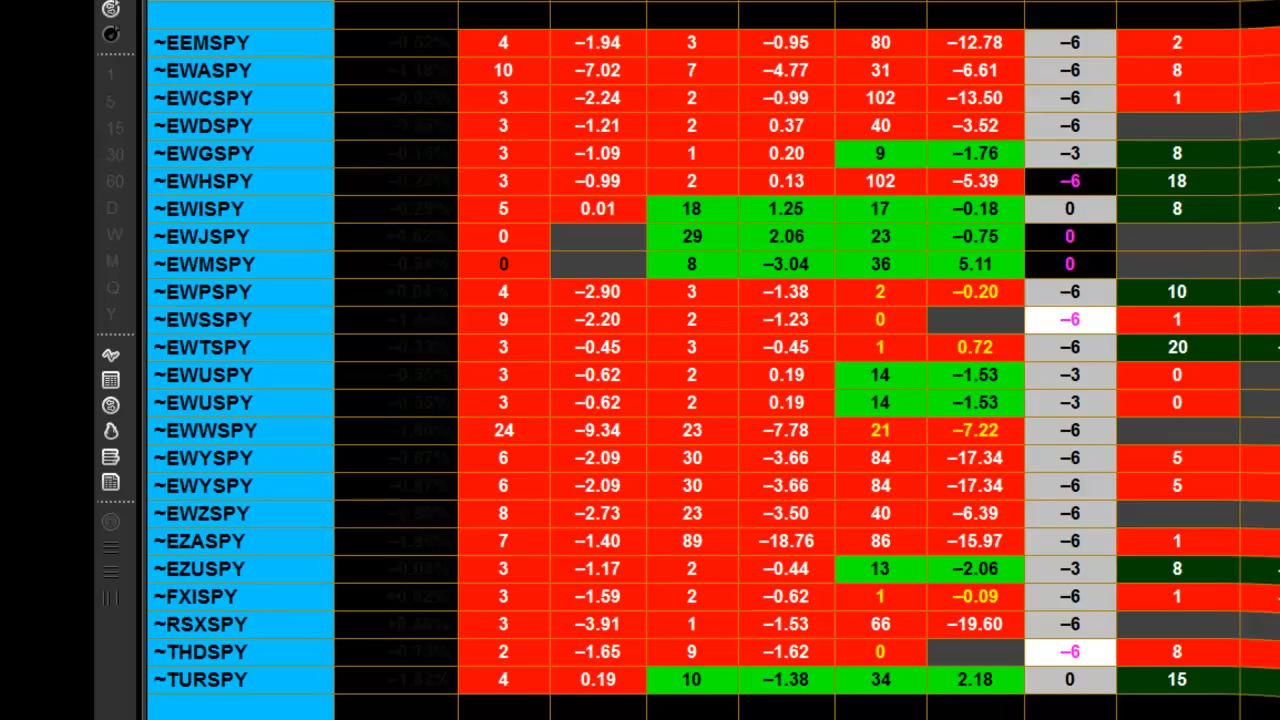 ~EEMSPY 4 –1.94 3 –0.95 80 –12.78 –6 2
1 ~EWASPY 10 –7.02 7 –4.77 31 –6.61 –6 8
5 ~EWCSPY 3 –2.24 2 –0.99 102 –13.50 –6 1
15 ~EWDSPY 3 –1.21 2 0.37 40 –3.52 –6
30 ~EWGSPY 3 –1.09 1 0.20 9 –1.76 –3 8
60 ~EWHSPY 3 –0.99 2 0.13 102 –5.39 –6 18
D ~EWISPY 5 0.01 18 1.25 17 –0.18 0 8
W ~EWJSPY 0 29 2.06 23 –0.75 0
M ~EWMSPY 0 8 –3.04 36 5.11 0
Q ~EWPSPY 4 –2.90 3 –1.38 2 –0.20 –6 10
Y ~EWSSPY 9 –2.20 2 –1.23 0 –6 1
~EWTSPY 3 –0.45 3 –0.45 1 0.72 –6 20
~EWUSPY 3 –0.62 2 0.19 14 –1.53 –3 0
~EWUSPY 3 –0.62 2 0.19 14 –1.53 –3 0
~EWWSPY 24 –9.34 23 –7.78 21 –7.22 –6
~EWYSPY 6 –2.09 30 –3.66 84 –17.34 –6 5
~EWYSPY 6 –2.09 30 –3.66 84 –17.34 –6 5
~EWZSPY 8 –2.73 23 –3.50 40 –6.39 –6
~EZASPY 7 –1.40 89 –18.76 86 –15.97 –6 1
~EZUSPY 3 –1.17 2 –0.44 13 –2.06 –3 8
~FXISPY 3 –1.59 2 –0.62 1 –0.09 –6 1
~RSXSPY 3 –3.91 1 –1.53 66 –19.60 –6
~THDSPY 2 –1.65 9 –1.62 0 –6 8
~TURSPY 4 0.19 10 –1.38 34 2.18 0 15